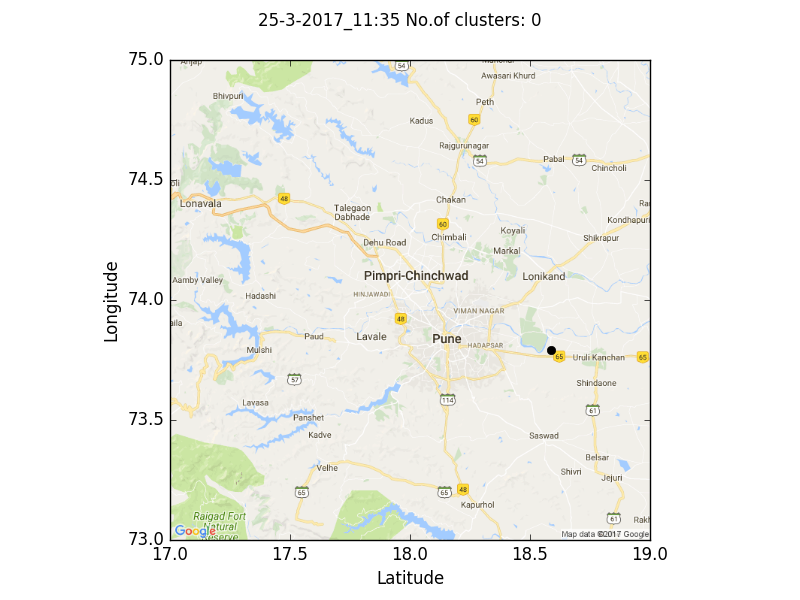 25-3-2017_11:35 No.of clusters: 0
75.0
74.5
74.0
73.5
73.0
17.0
17.5
18.0
18.5
19.0
Longitude
Latitude
54
Awasari Khurd
Bhivpuri
Peth
Kadus
60
Rajgurunagar
54
Pabal
54
Chincholi
Lonavala
48
Talegaon
Dabhade
Chakan
60
Chimbali
Koyali
Kondhapuri
Shikrapur
Dehu Road
Markal
Pimpri-Chinchwad
Lonikand
Aamby Valley
Hadashi
HINJAWADI
VIMAN NAGAR
48
Paud
Lavale
Pune
HADAPSAR
Mulshi
65
Uruli Kanchan
65
57
Shindaone
Lavasa
Panshet
114
61
Kadve
Saswad
Velhe
Belsar
Shivri
Jejuri
65
65
48
Kapurhol
Raigad Fort
Natural
Reserve
61
Google
Map data ©2017 Google